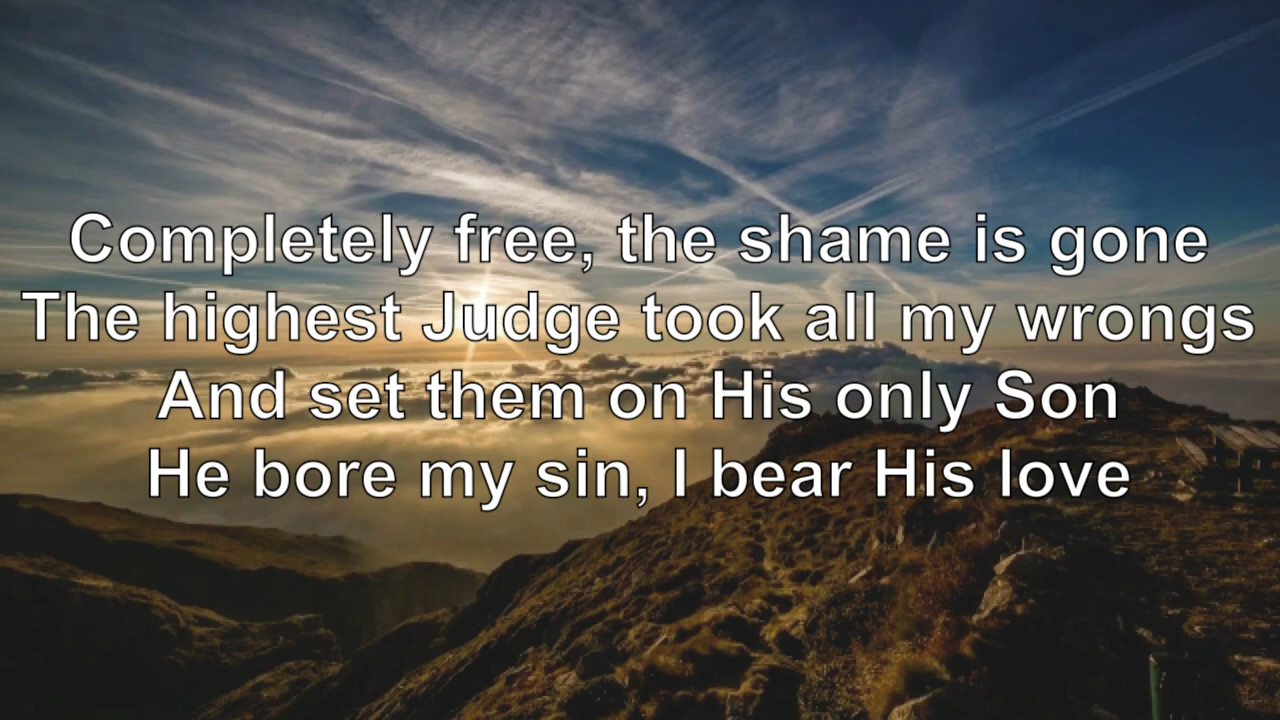 Completely free, the shame is gone
The highest Judge took all my wrongs
And set them on His only Son
He bore my sin, I bear His love